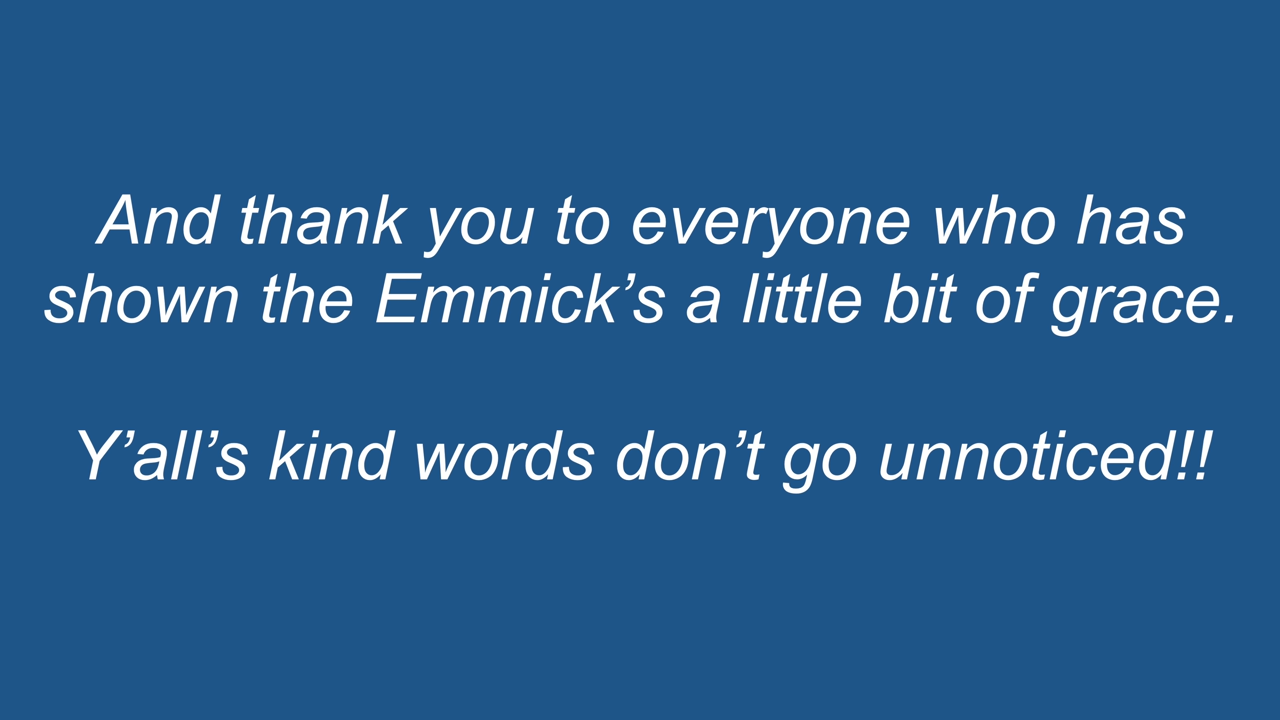 And thank you to everyone who has
shown the Emmick’s a little bit of grace.
Y’all’s kind words don’t go unnoticed!!